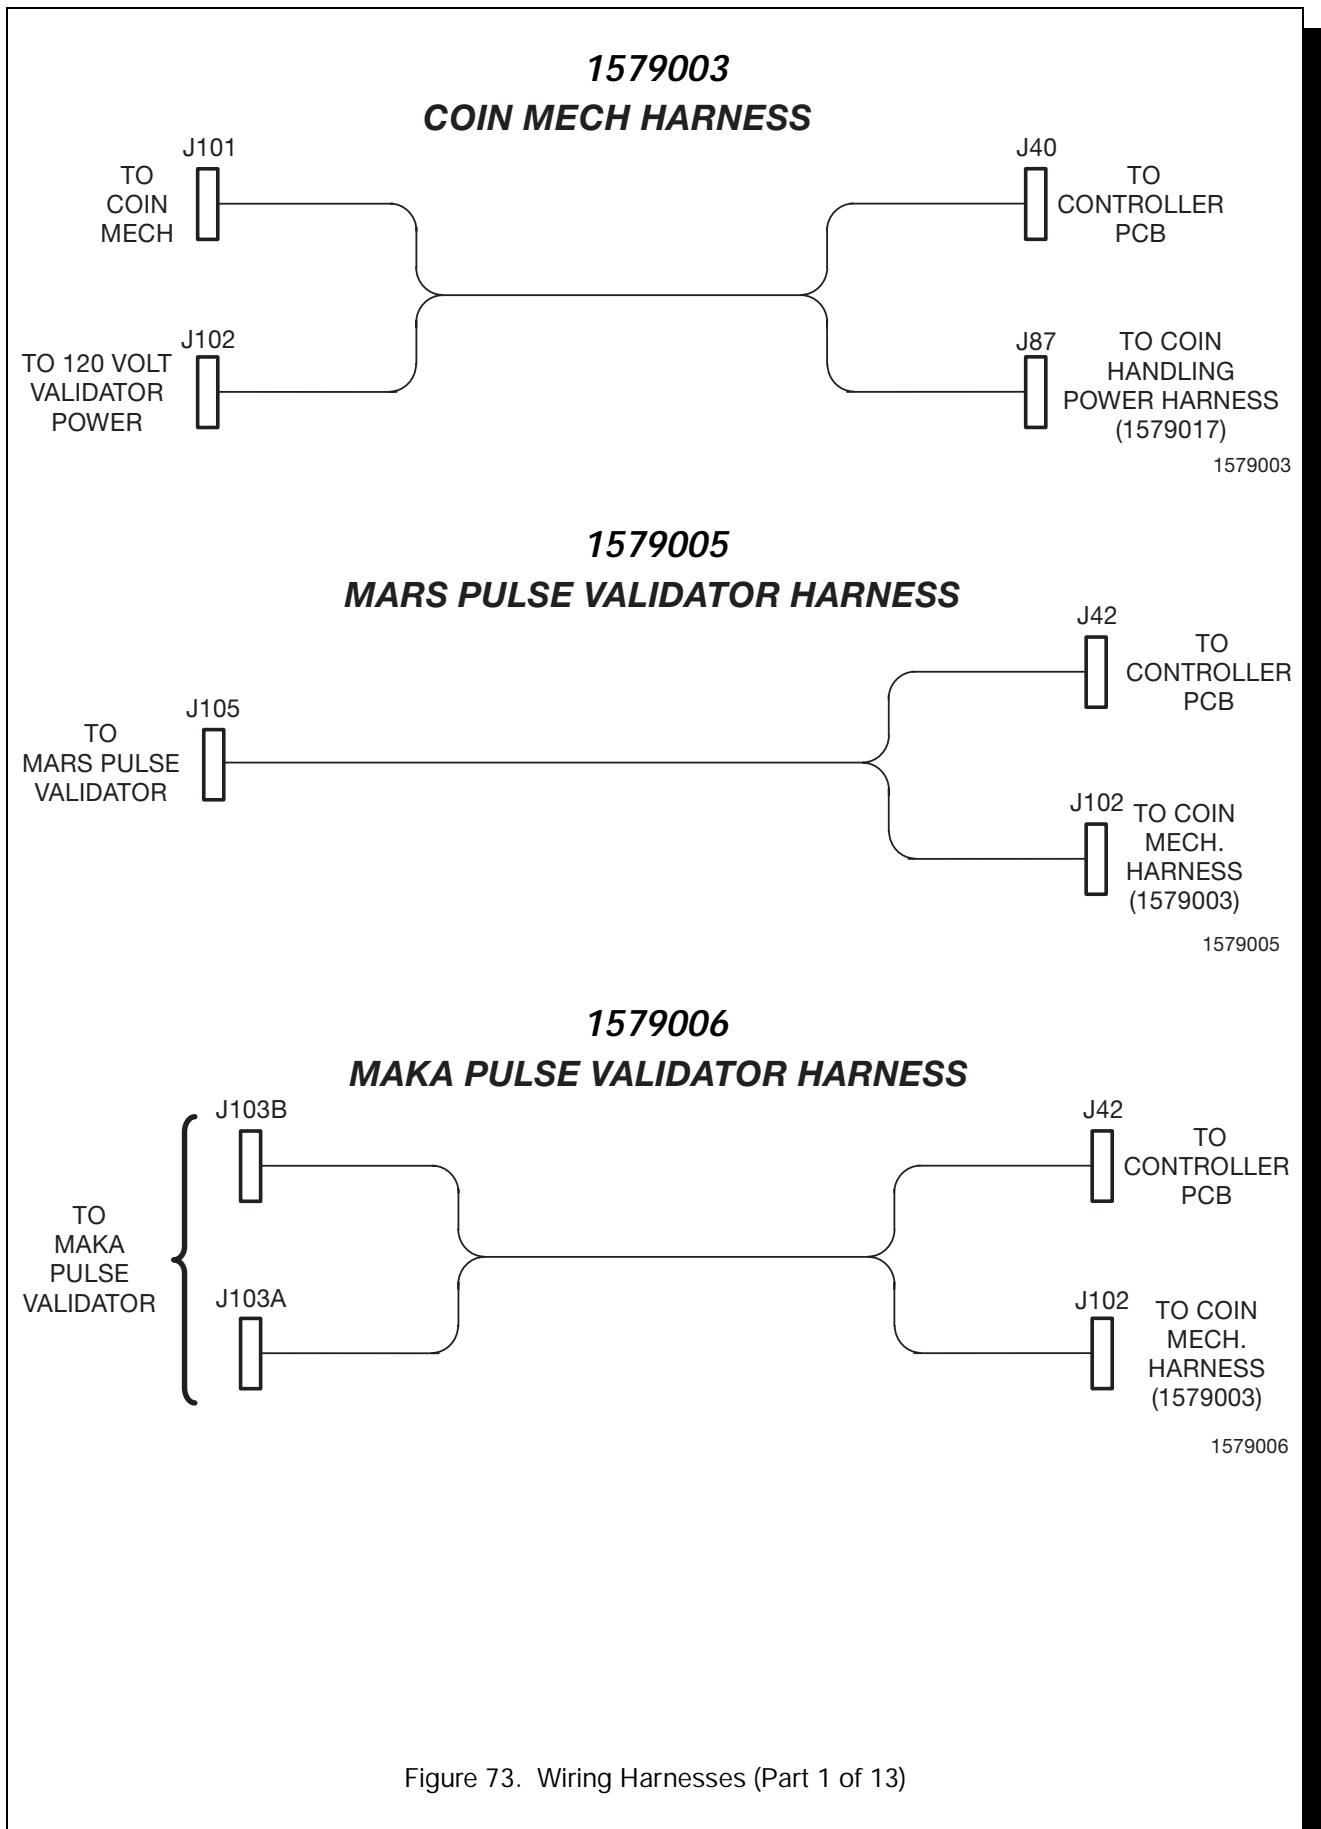 1579003
COIN MECH HARNESS
J101
TO
COIN
MECH
J40
TO
CONTROLLER
PCB
J102
TO 120 VOLT
VALIDATOR
POWER
J87
TO COIN
HANDLING
POWER HARNESS
(1579017)
1579003
1579005
MARS PULSE VALIDATOR HARNESS
J105
TO
MARS PULSE
VALIDATOR
J42
TO
CONTROLLER
PCB
J102
TO COIN
MECH.
HARNESS
(1579003)
1579005
1579006
MAKA PULSE VALIDATOR HARNESS
TO
MAKA
PULSE
VALIDATOR
J103B
J103A
J42
TO
CONTROLLER
PCB
J102
TO COIN
MECH.
HARNESS
(1579003)
1579006
Figure 73. Wiring Harnesses (Part 1 of 13)